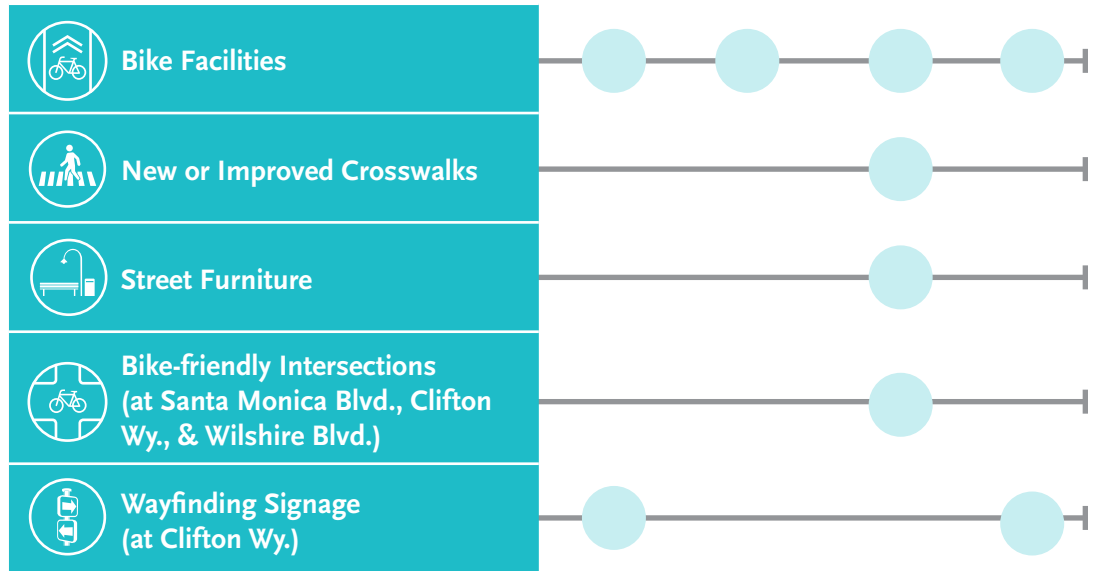 Bike Facilities
New or Improved Crosswalks
Street Furniture
Bike-friendly Intersections
(at Santa Monica Blvd., Clifton
Wy., & Wilshire Blvd.)
Wayfinding Signage
(at Clifton Wy.)